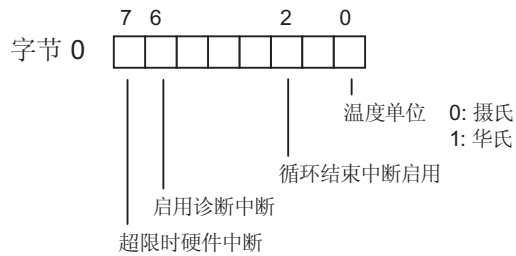 7 6 2 0
字节 0
温度单位 0: 摄氏
1: 华氏
循环结束中断启用
启用诊断中断
超限时硬件中断